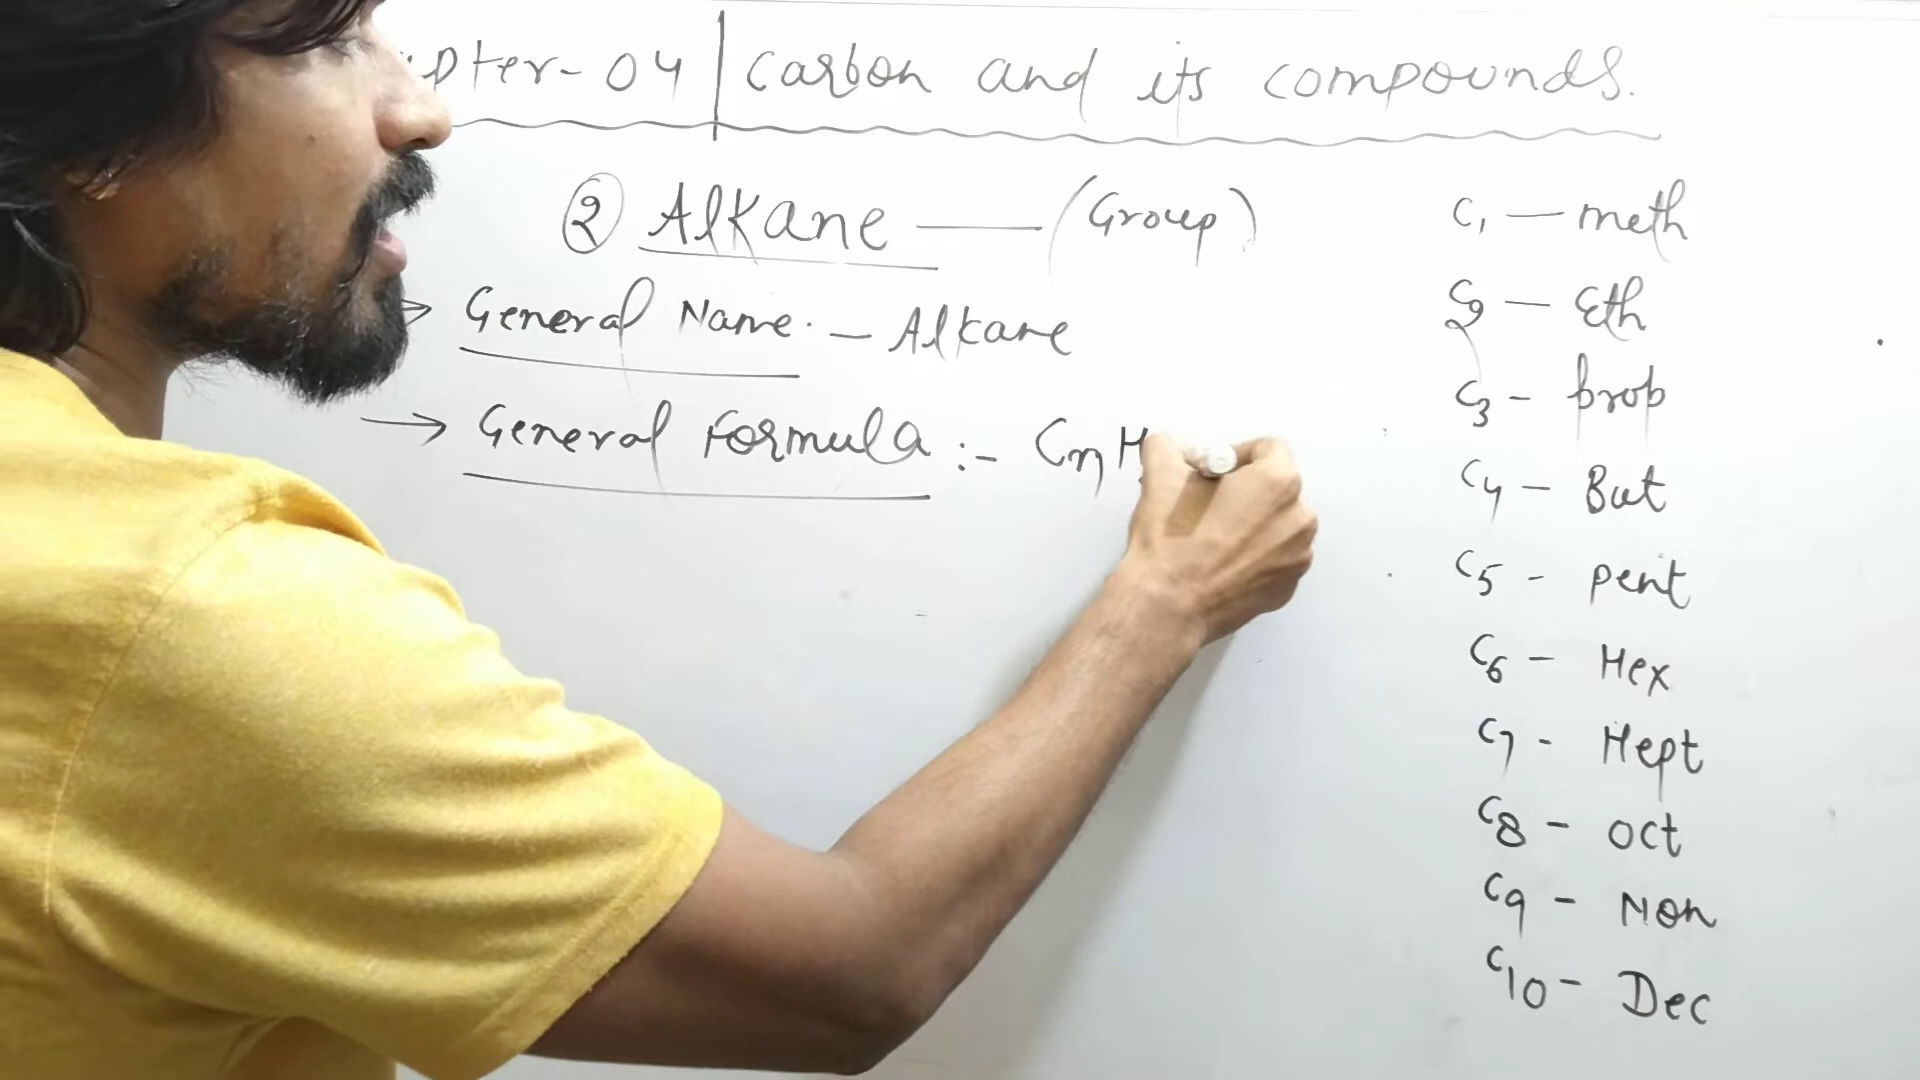 pter-04 | Carbon and its compounds.
② Alkane — (Group)
→ General Name. — Alkane
→ General Formula :- CnH
C1 — meth
C2 — Eth
C3 - prop
C4 - But
C5 - pent
C6 - Hex
C7 - Hept
C8 - oct
C9 - Non
C10 - Dec